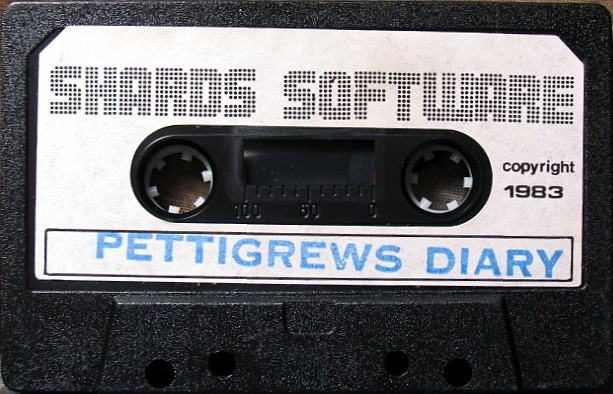 SHARDS SOFTWARE
copyright
1983
100 50 0
PETTIGREWS DIARY